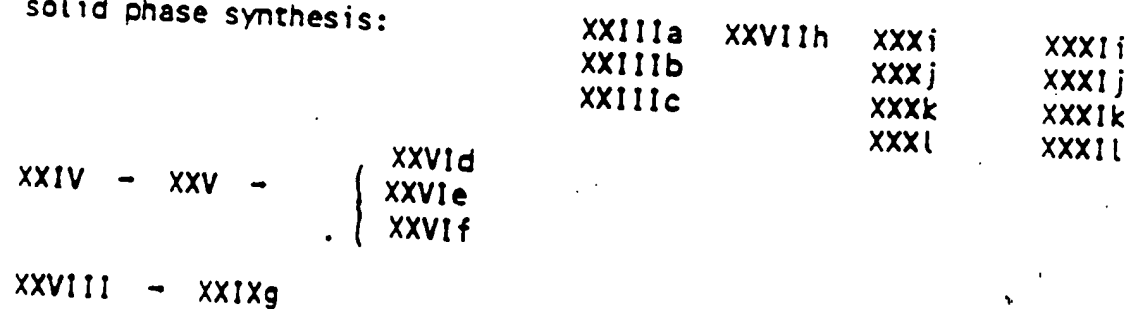 solid phase synthesis:
XXIIIa XXVIIh XXXi XXXIi
XXIIIb XXXj XXXIj
XXIIIc XXXk XXXIk
XXXl XXXIl
XXVId
XXIV - XXV - XXVIe
. XXVIf
XXVIII - XXIXg